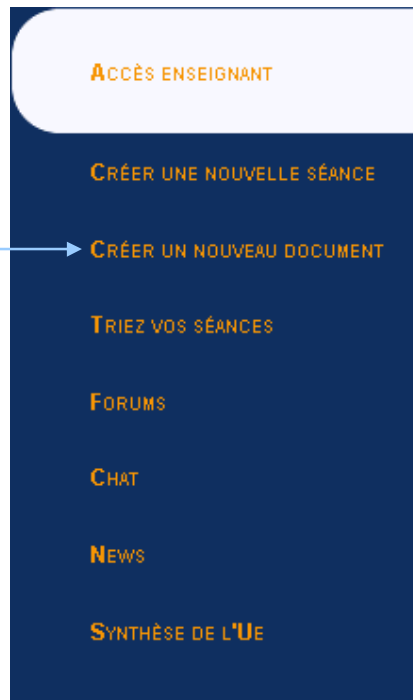 Accès enseignant
Créer une nouvelle séance
Créer un nouveau document
Triez vos séances
Forums
Chat
News
Synthèse de l'Ue